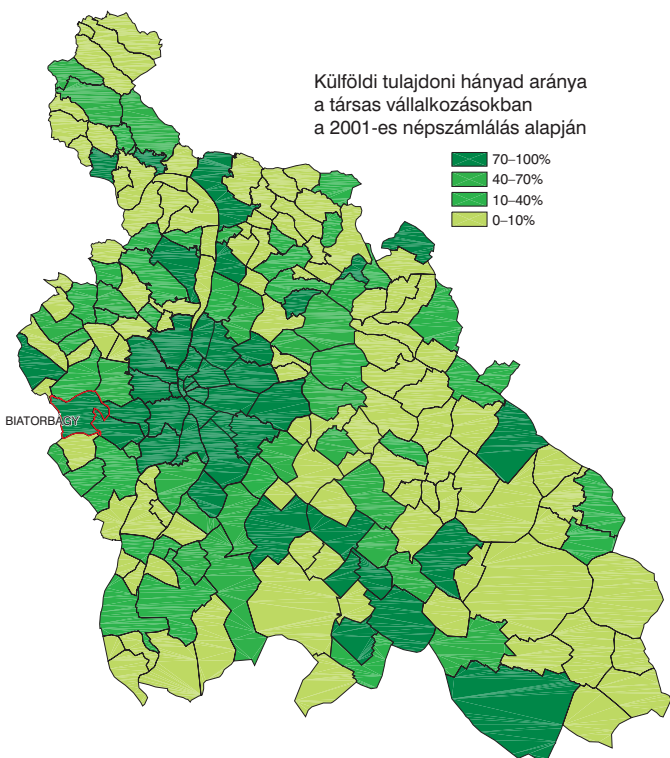 Külföldi tulajdoni hányad aránya
a társas vállalkozásokban
a 2001-es népszámlálás alapján
70–100%
40–70%
10–40%
0–10%
BIATORBÁGY